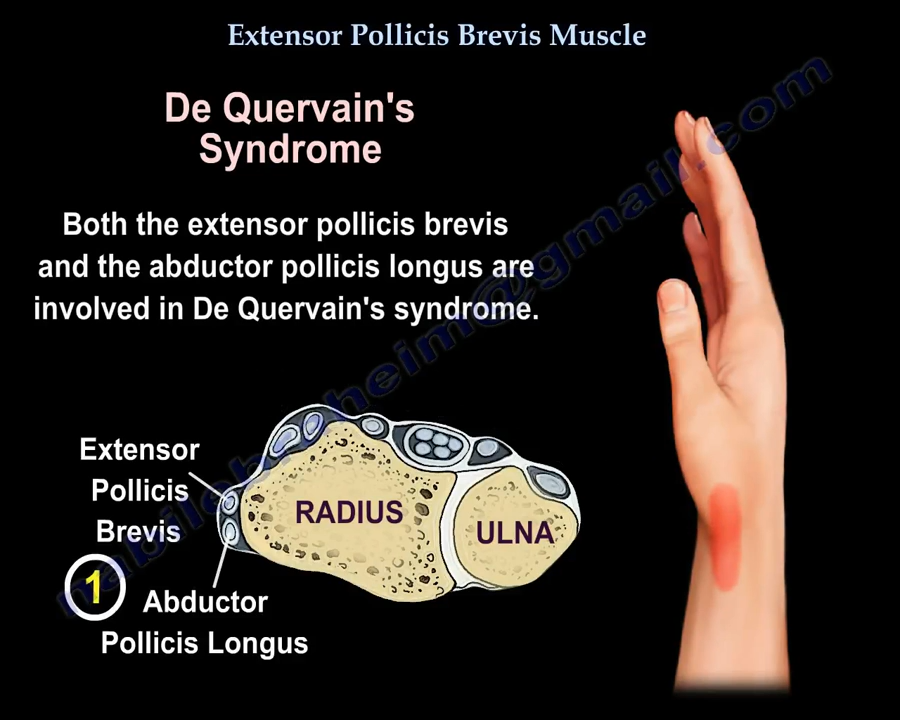 Extensor Pollicis Brevis Muscle
De Quervain's
Syndrome
Both the extensor pollicis brevis
and the abductor pollicis longus are
involved in De Quervain's syndrome.
Extensor
Pollicis
Brevis
RADIUS
ULNA
1
Abductor
Pollicis Longus